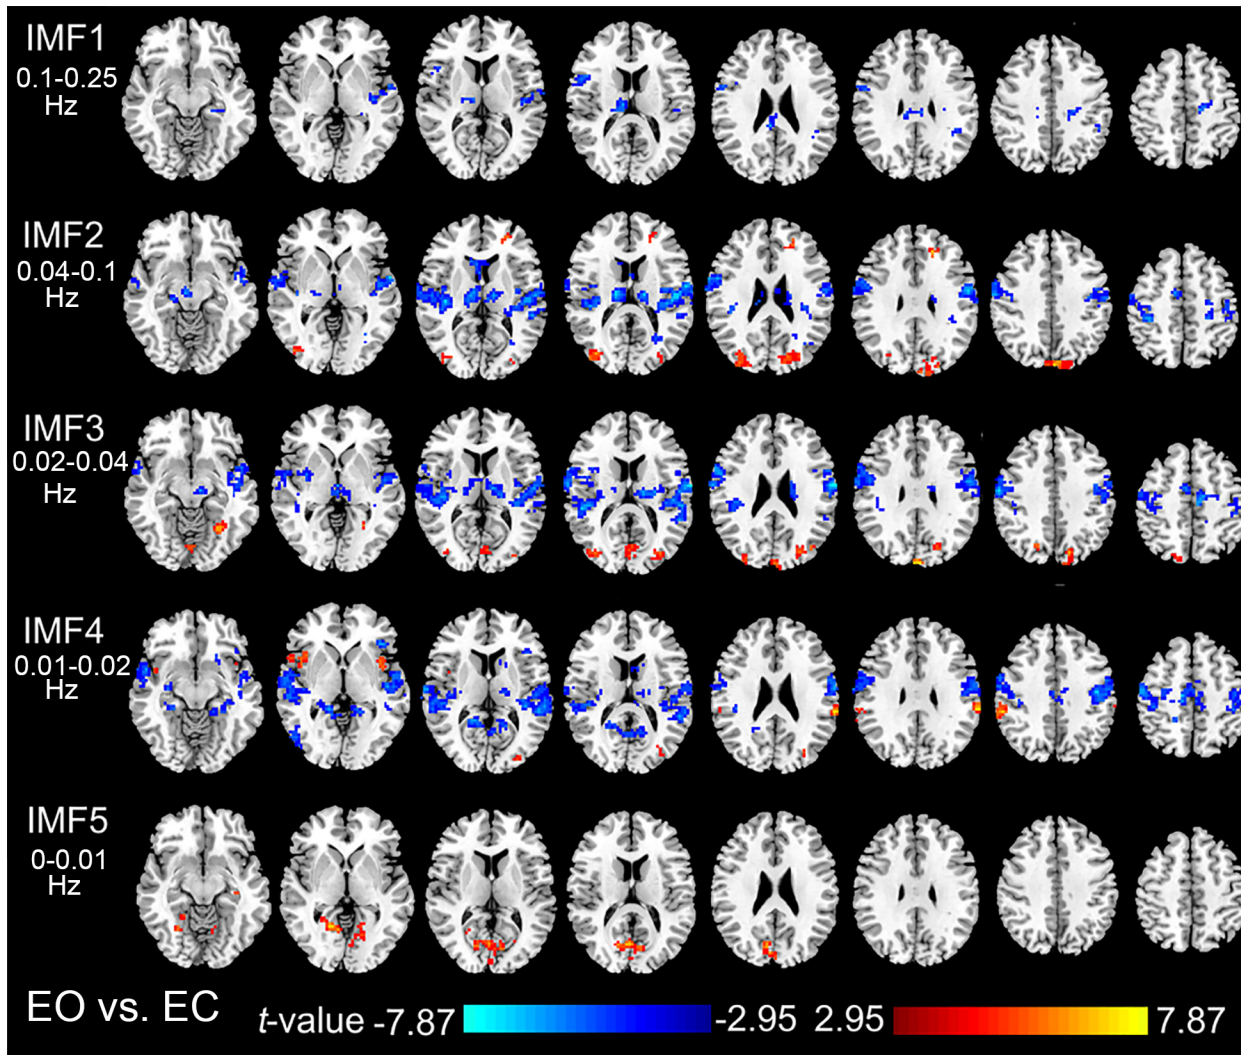 IMF1
0.1-0.25
Hz
IMF2
0.04-0.1
Hz
IMF3
0.02-0.04
Hz
IMF4
0.01-0.02
Hz
IMF5
0-0.01
Hz
EO vs. EC
t-value -7.87 -2.95 2.95 7.87